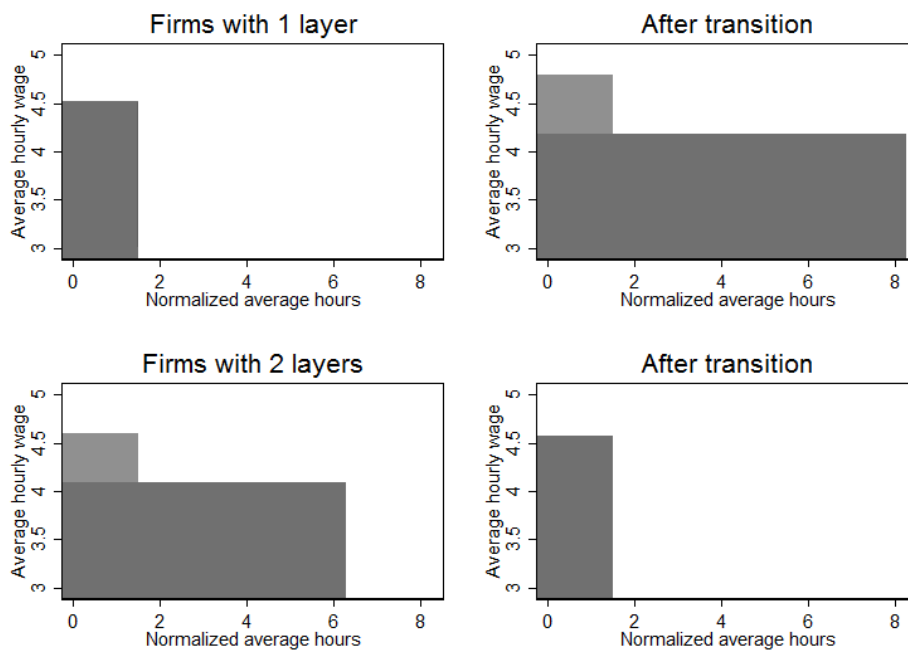 Firms with 1 layer
Average hourly wage
5
4.5
4
3.5
3
0 2 4 6 8
Normalized average hours
After transition
Average hourly wage
5
4.5
4
3.5
3
0 2 4 6 8
Normalized average hours
Firms with 2 layers
Average hourly wage
5
4.5
4
3.5
3
0 2 4 6 8
Normalized average hours
After transition
Average hourly wage
5
4.5
4
3.5
3
0 2 4 6 8
Normalized average hours